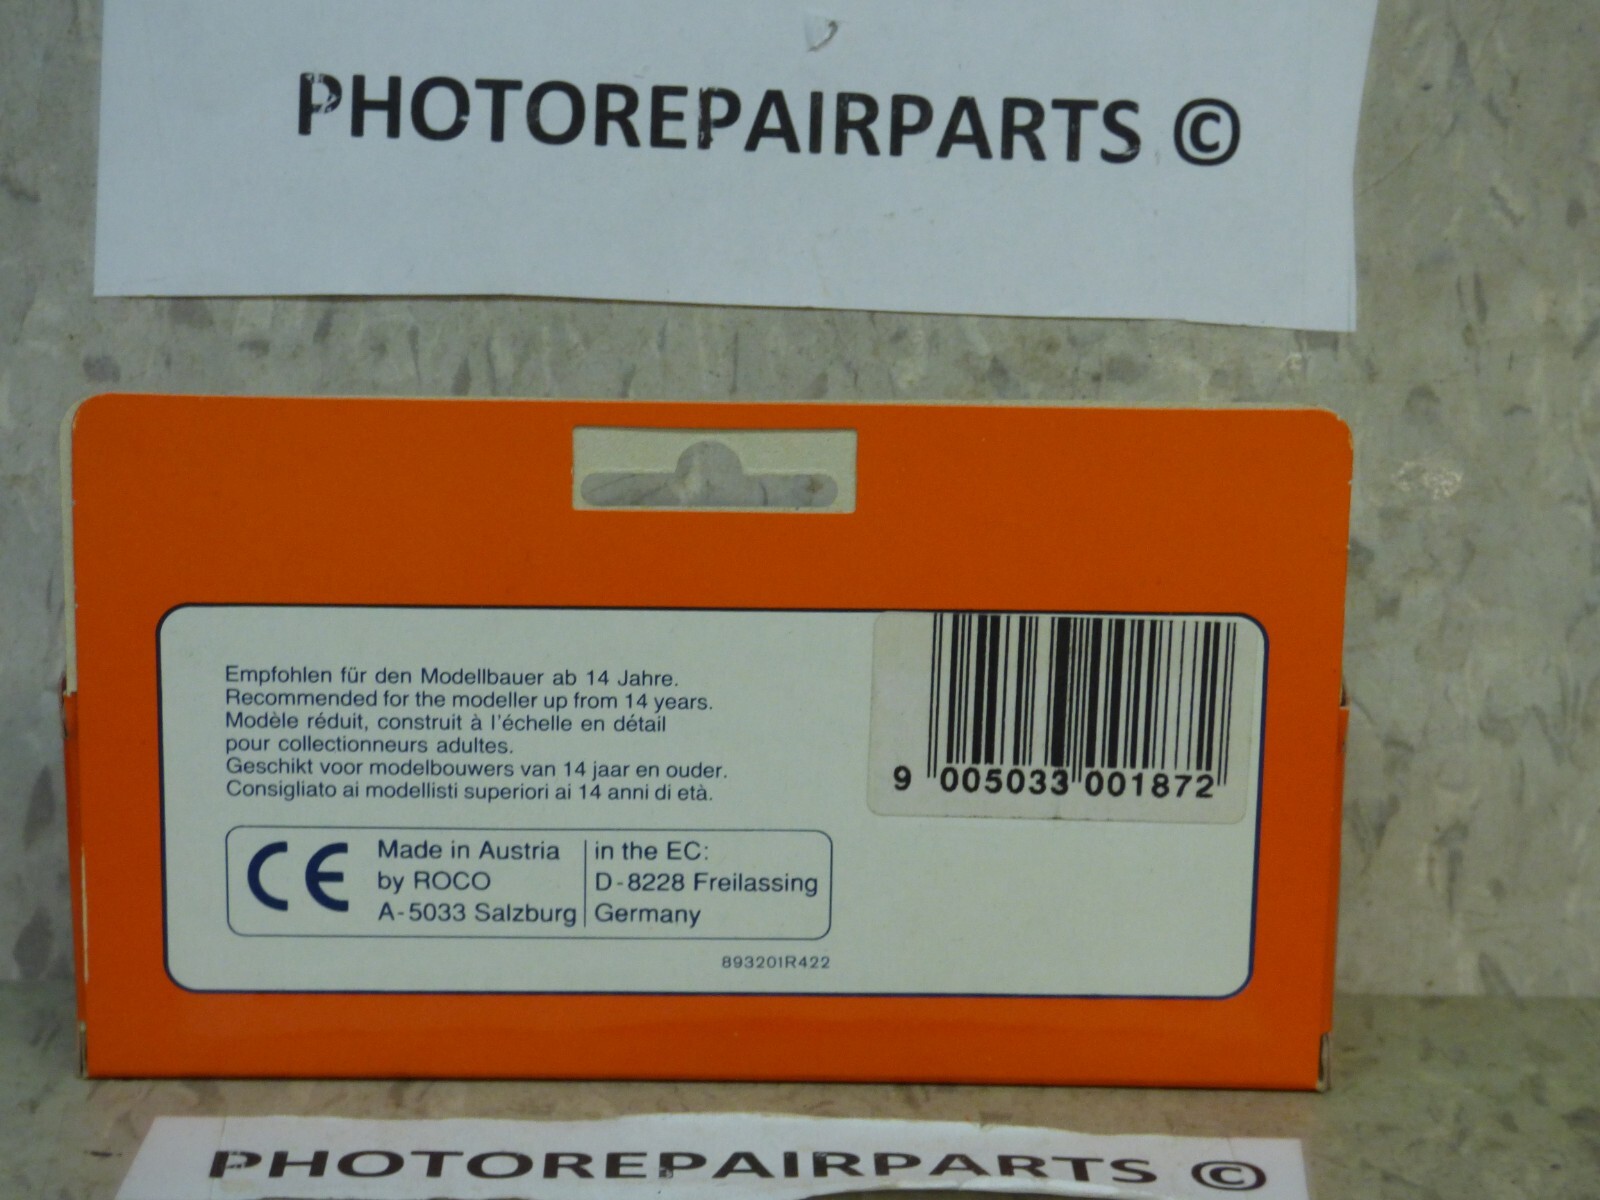 PHOTOREPAIRPARTS ©
Empfohlen für den Modellbauer ab 14 Jahre.
Recommended for the modeller up from 14 years.
Modèle réduit, construit à l'échelle en détail
pour collectionneurs adultes.
Geschikt voor modelbouwers van 14 jaar en ouder.
Consigliato ai modellisti superiori ai 14 anni di età.
9 005033 001872
CE
Made in Austria
by ROCO
A-5033 Salzburg
in the EC:
D-8228 Freilassing
Germany
893201R422
PHOTOREPAIRPARTS ©